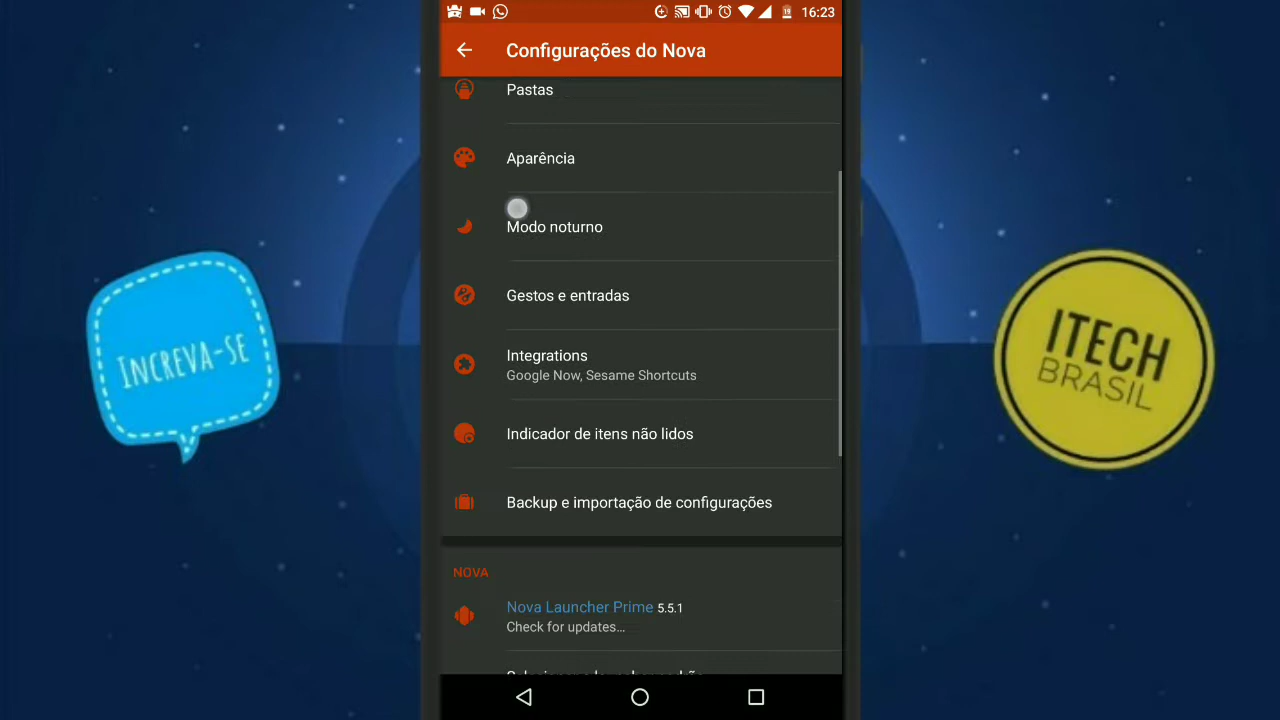 16:23
Configurações do Nova
Pastas
Aparência
Modo noturno
Gestos e entradas
Integrations
Google Now, Sesame Shortcuts
Indicador de itens não lidos
Backup e importação de configurações
NOVA
Nova Launcher Prime 5.5.1
Check for updates...
INCREVA-SE
ITECH
BRASIL